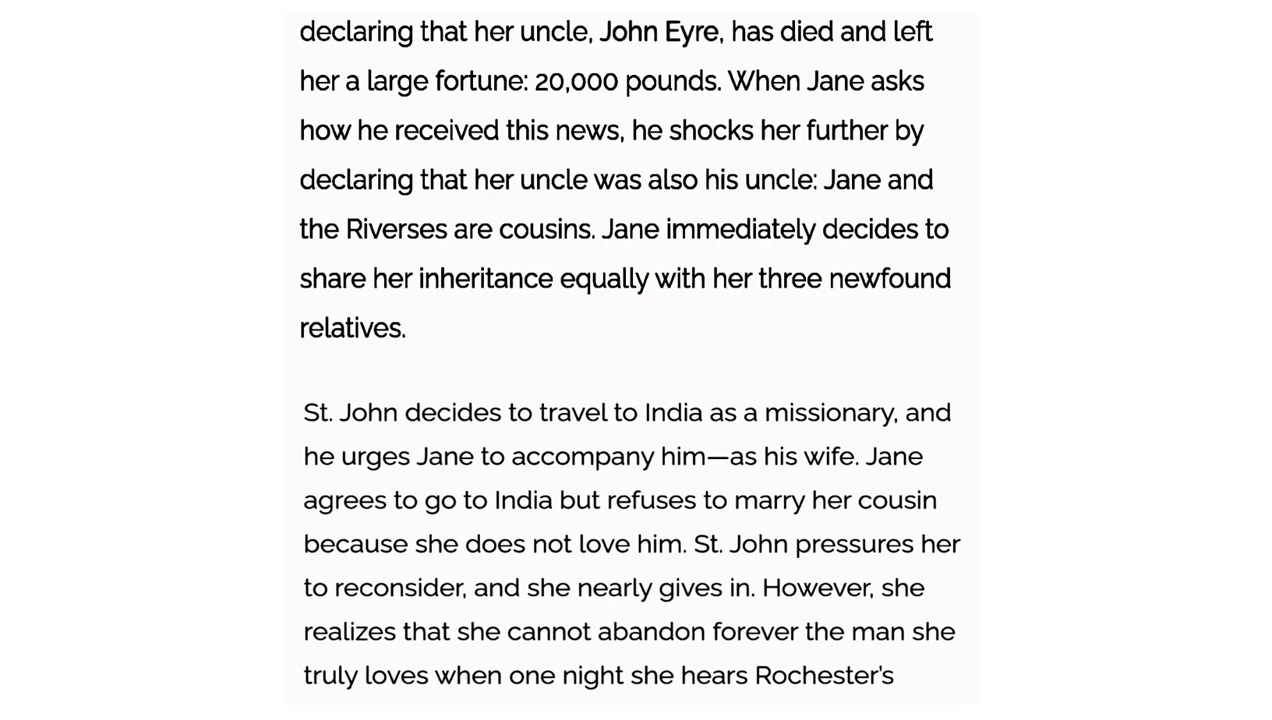 declaring that her uncle, John Eyre, has died and left
her a large fortune: 20,000 pounds. When Jane asks
how he received this news, he shocks her further by
declaring that her uncle was also his uncle: Jane and
the Riverses are cousins. Jane immediately decides to
share her inheritance equally with her three newfound
relatives.
St. John decides to travel to India as a missionary, and
he urges Jane to accompany him—as his wife. Jane
agrees to go to India but refuses to marry her cousin
because she does not love him. St. John pressures her
to reconsider, and she nearly gives in. However, she
realizes that she cannot abandon forever the man she
truly loves when one night she hears Rochester’s